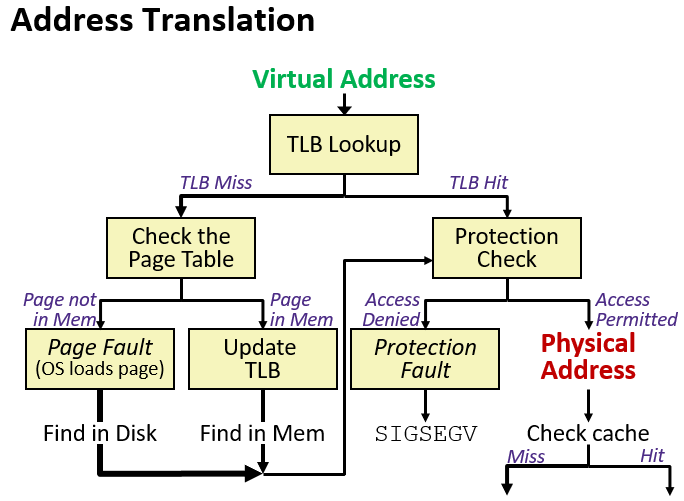 Address Translation
Virtual Address
TLB Lookup
TLB Miss
TLB Hit
Check the
Page Table
Protection
Check
Page not
in Mem
Page
in Mem
Access
Denied
Access
Permitted
Page Fault
(OS loads page)
Update
TLB
Protection
Fault
Physical
Address
Find in Disk
Find in Mem
SIGSEGV
Check cache
Miss
Hit